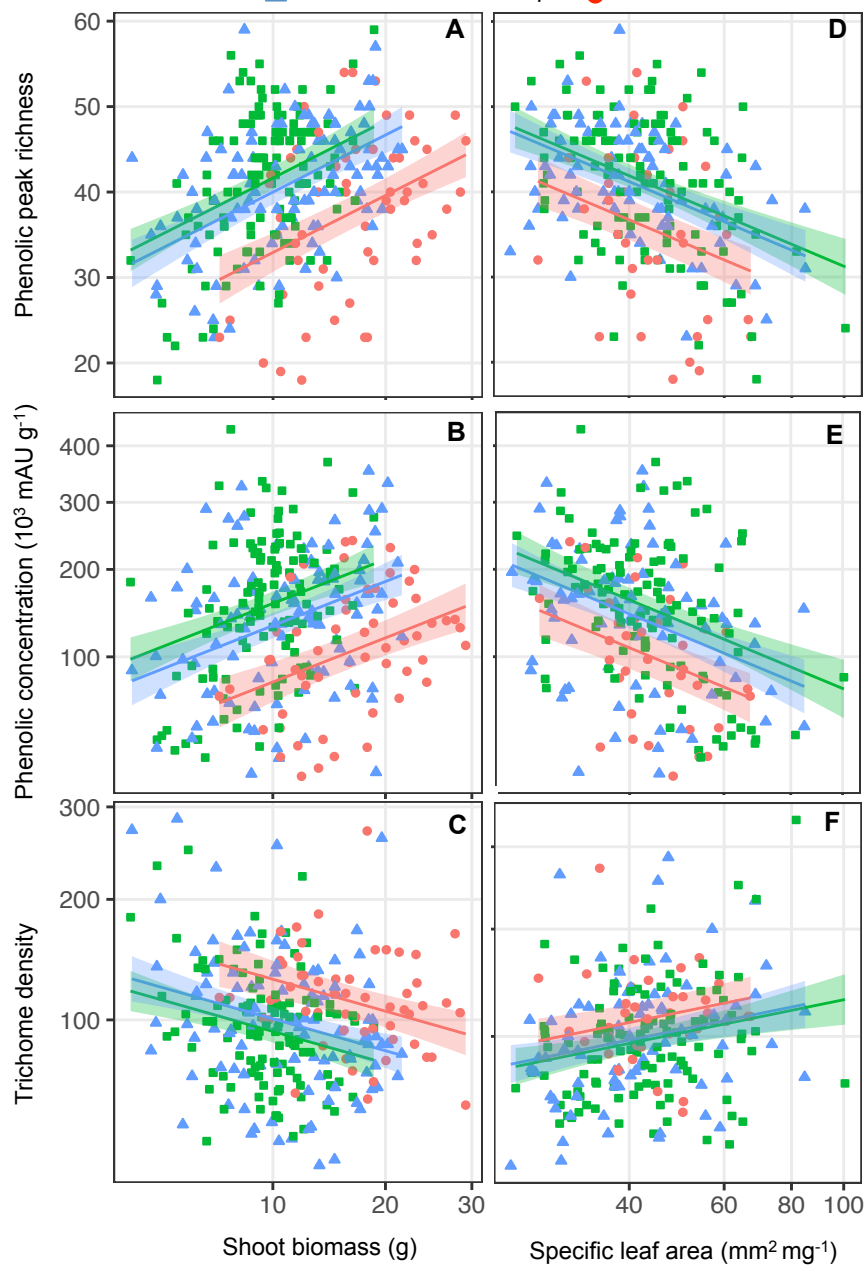 A
D
60
50
40
30
20
Phenolic peak richness
B
E
400
300
200
100
Phenolic concentration (10³ mAU g⁻¹)
C
F
300
200
100
Trichome density
10 20 30
40 60 80 100
Shoot biomass (g)
Specific leaf area (mm² mg⁻¹)